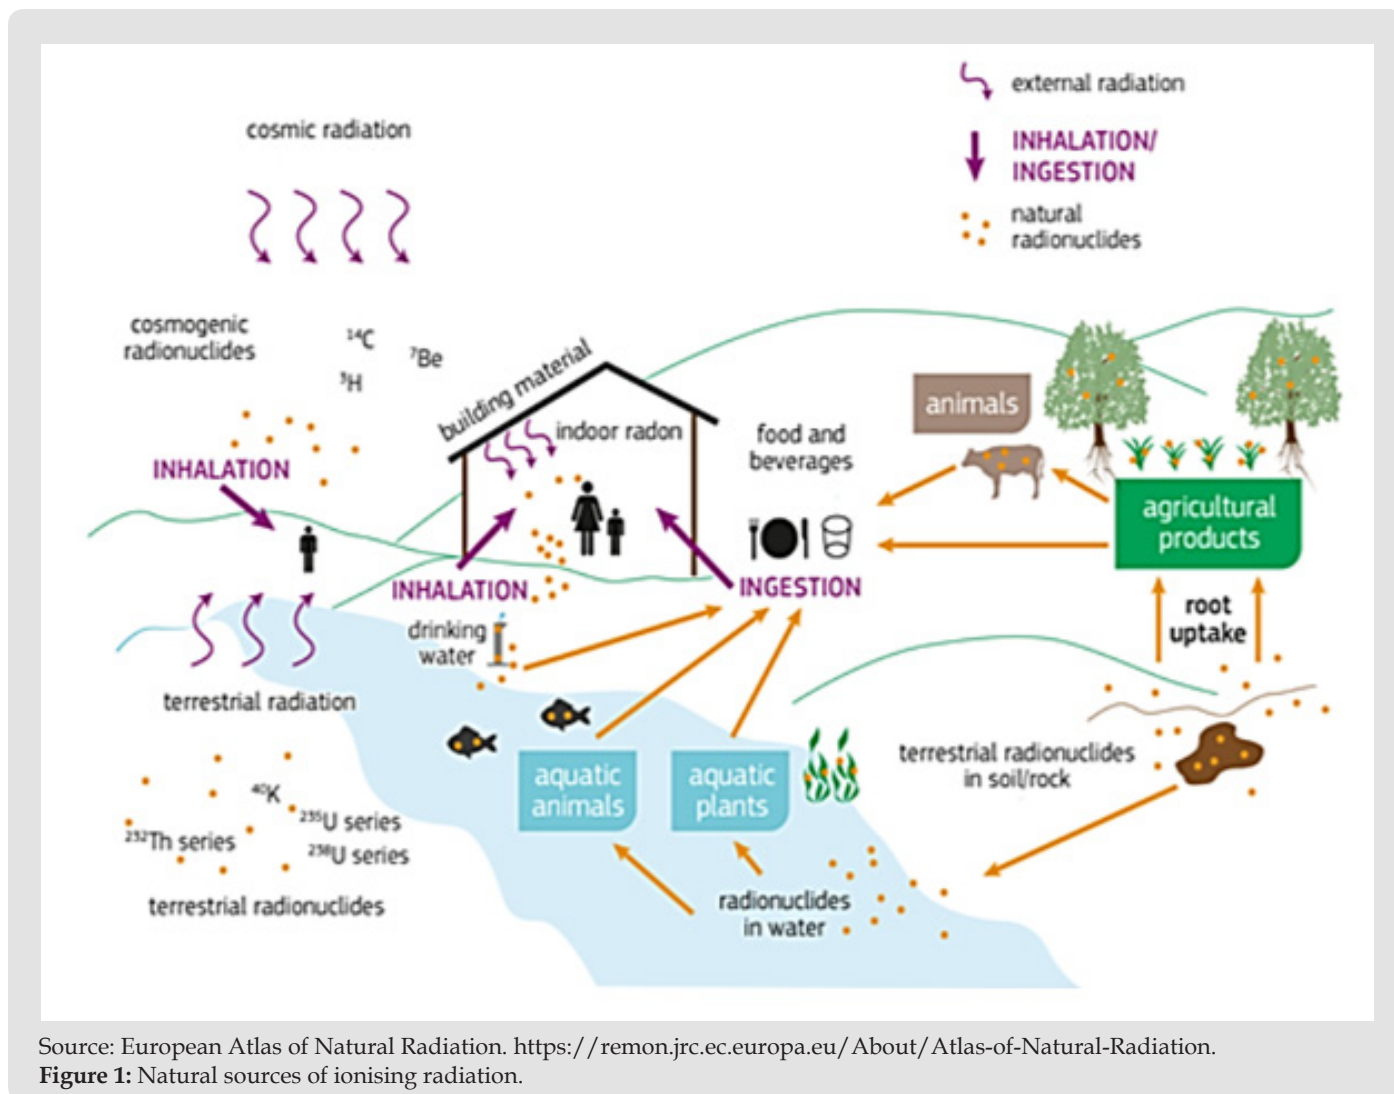 external radiation
INHALATION/
INGESTION
natural
radionuclides
cosmic radiation
cosmogenic
radionuclides
¹⁴C
⁷Be
³H
building material
indoor radon
INHALATION
INHALATION
food and
beverages
INGESTION
animals
agricultural
products
root
uptake
drinking
water
terrestrial radiation
aquatic
animals
aquatic
plants
terrestrial radionuclides
in soil/rock
⁴⁰K
²³⁵U series
²³²Th series
²³⁸U series
terrestrial radionuclides
radionuclides
in water
Source: European Atlas of Natural Radiation. https://remon.jrc.ec.europa.eu/About/Atlas-of-Natural-Radiation.
Figure 1: Natural sources of ionising radiation.